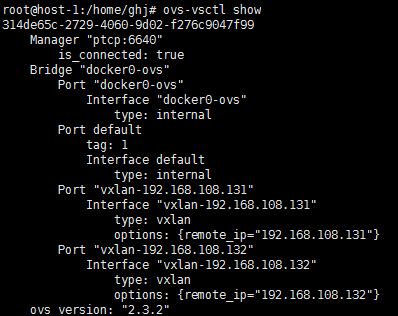 root@host-1:/home/ghj# ovs-vsctl show
314de65c-2729-4060-9d02-f276c9047f99
    Manager "ptcp:6640"
        is_connected: true
    Bridge "docker0-ovs"
        Port "docker0-ovs"
            Interface "docker0-ovs"
                type: internal
        Port default
            tag: 1
            Interface default
                type: internal
        Port "vxlan-192.168.108.131"
            Interface "vxlan-192.168.108.131"
                type: vxlan
                options: {remote_ip="192.168.108.131"}
        Port "vxlan-192.168.108.132"
            Interface "vxlan-192.168.108.132"
                type: vxlan
                options: {remote_ip="192.168.108.132"}
    ovs_version: "2.3.2"